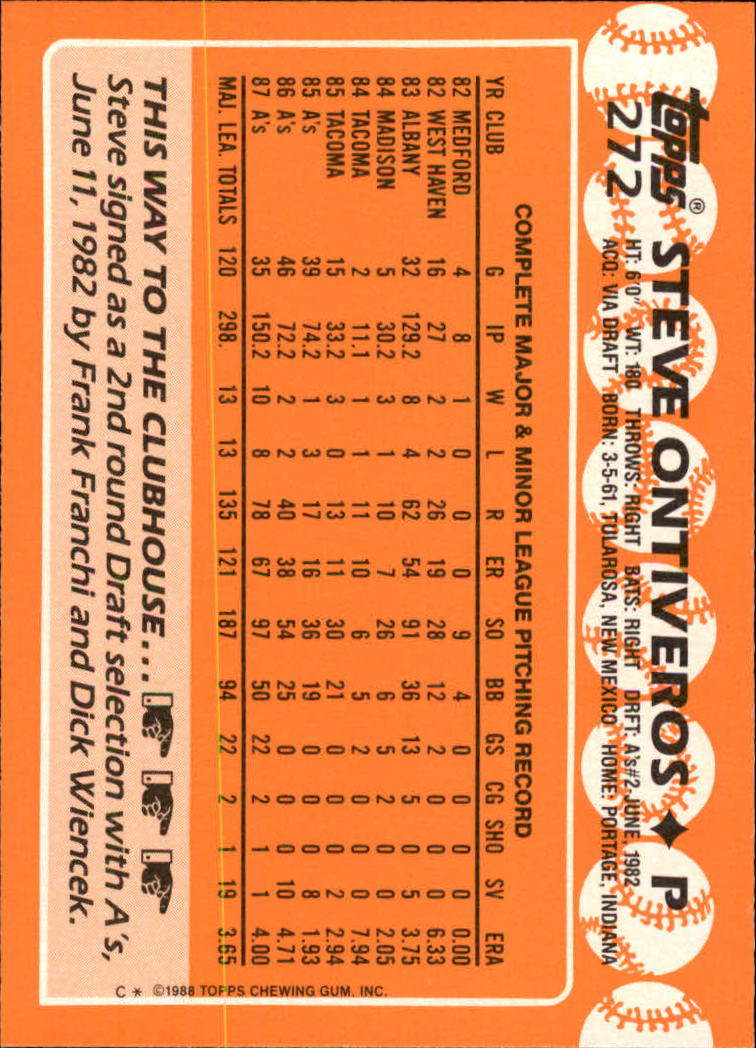 topps® STEVE ONTIVEROS ♦ P
272 HT: 6'0" WT: 180 THROWS: RIGHT BATS: RIGHT DRFT: A's #2-JUNE, 1982
ACQ: VIA DRAFT BORN: 3-5-61, TULAROSA, NEW MEXICO HOME: PORTAGE, INDIANA
COMPLETE MAJOR & MINOR LEAGUE PITCHING RECORD
YR CLUB G IP W L R ER SO BB GS CG SHO SV ERA
82 MEDFORD 4 8 1 0 0 0 9 4 0 0 0 0 0.00
82 WEST HAVEN 16 27 2 2 26 19 28 12 2 0 0 0 6.33
83 ALBANY 32 129.2 8 4 62 54 91 36 13 5 0 5 3.75
84 MADISON 5 30.2 3 1 10 7 26 6 5 2 0 0 2.05
84 TACOMA 2 11.1 1 1 11 10 6 5 2 0 0 0 7.94
85 TACOMA 15 33.2 3 0 13 11 30 21 0 0 0 2 2.94
85 A's 39 74.2 1 3 17 16 36 19 0 0 0 8 1.93
86 A's 46 72.2 2 2 40 38 54 25 0 0 0 10 4.71
87 A's 35 150.2 10 8 78 67 97 50 22 2 1 1 4.00
MAJ. LEA. TOTALS 120 298. 13 13 135 121 187 94 22 2 1 19 3.65
THIS WAY TO THE CLUBHOUSE...
Steve signed as a 2nd round Draft selection with A's,
June 11, 1982 by Frank Franchi and Dick Wiencek.
C * ©1988 TOPPS CHEWING GUM, INC.